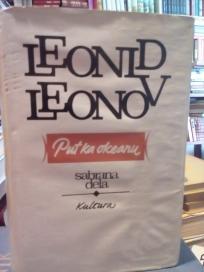 LEONID
LEONOV
Put ka okeanu
sabrana
dela
Kultura